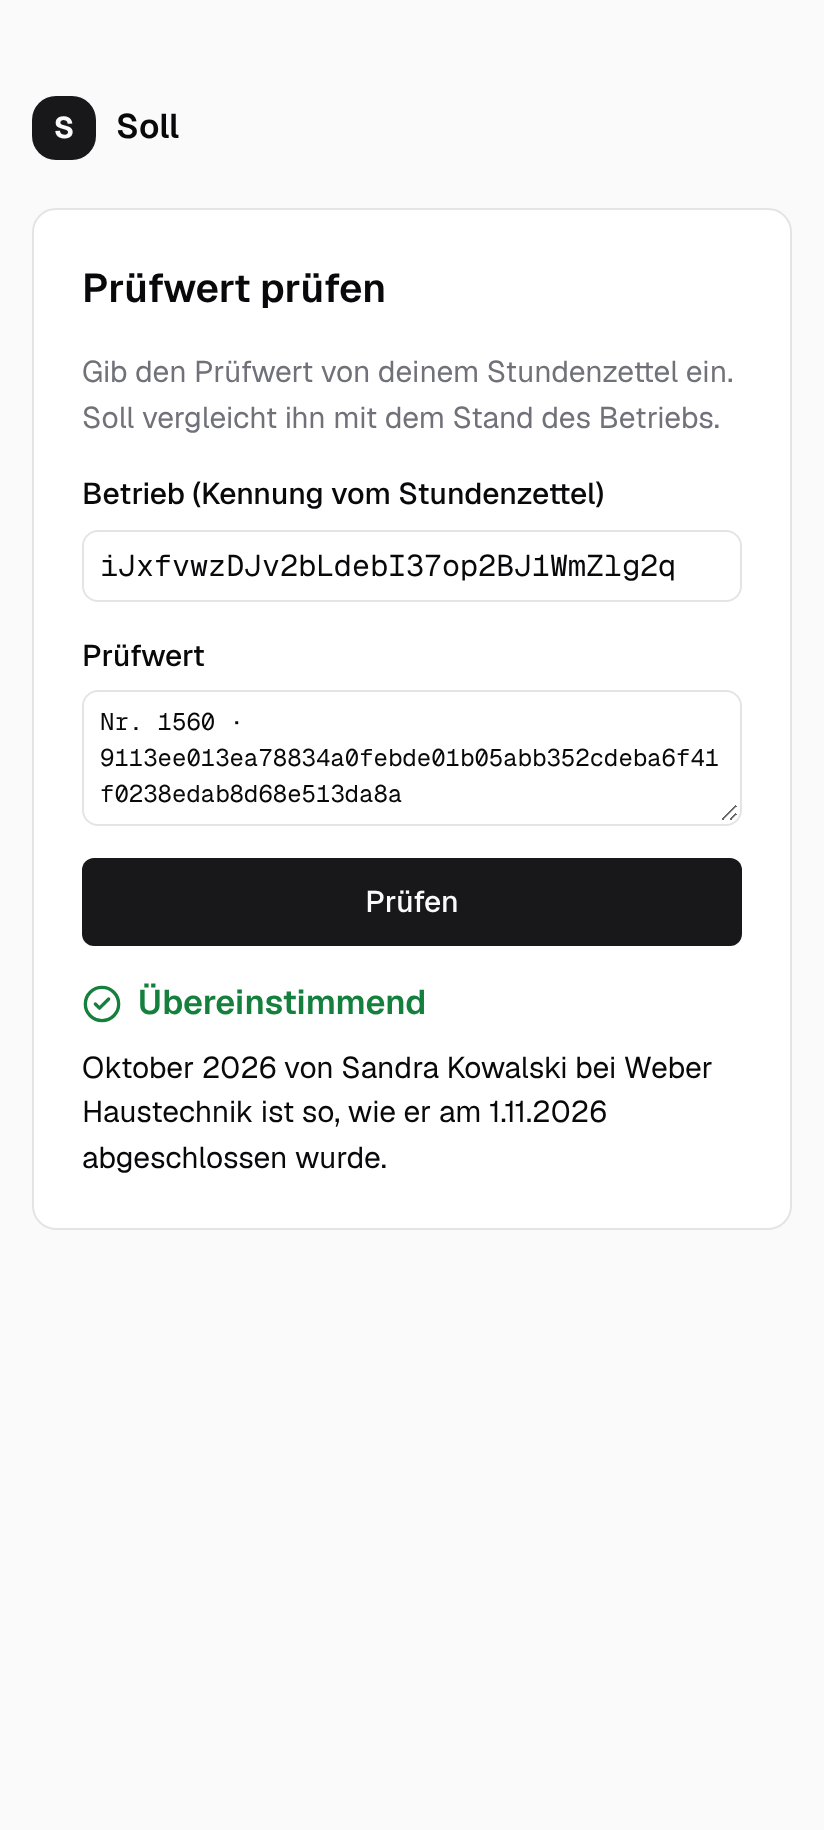 S Soll
Prüfwert prüfen
Gib den Prüfwert von deinem Stundenzettel ein.
Soll vergleicht ihn mit dem Stand des Betriebs.
Betrieb (Kennung vom Stundenzettel)
iJxfvwzDJv2bLdebI37op2BJ1WmZlg2q
Prüfwert
Nr. 1560 ·
9113ee013ea78834a0febde01b05abb352cdeba6f41
f0238edab8d68e513da8a
Prüfen
Übereinstimmend
Oktober 2026 von Sandra Kowalski bei Weber
Haustechnik ist so, wie er am 1.11.2026
abgeschlossen wurde.